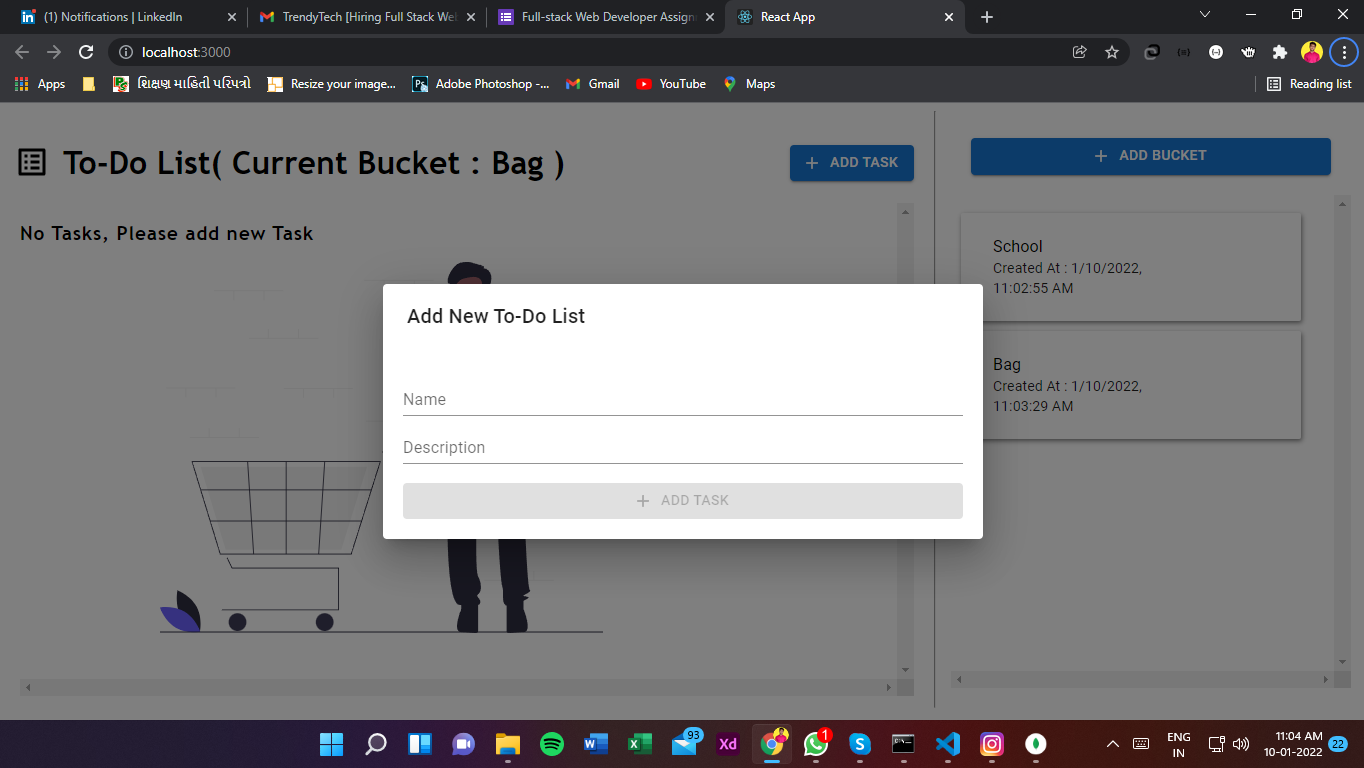 (1) Notifications | LinkedIn
TrendyTech [Hiring Full Stack Web
Full-stack Web Developer Assign
React App
localhost:3000
Apps
શિક્ષણ માહિતી પરિપત્રો
Resize your image...
Adobe Photoshop -...
Gmail
YouTube
Maps
Reading list
To-Do List( Current Bucket : Bag )
ADD TASK
ADD BUCKET
No Tasks, Please add new Task
School
Created At : 1/10/2022,
11:02:55 AM
Bag
Created At : 1/10/2022,
11:03:29 AM
Add New To-Do List
Name
Description
ADD TASK
93
Xd
1
ENG
IN
11:04 AM
10-01-2022
22